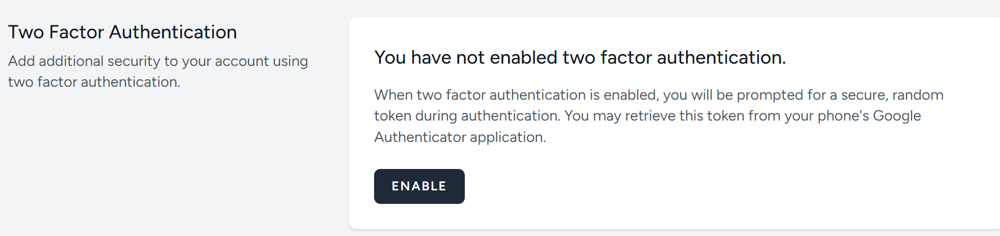 Two Factor Authentication
Add additional security to your account using
two factor authentication.
You have not enabled two factor authentication.
When two factor authentication is enabled, you will be prompted for a secure, random
token during authentication. You may retrieve this token from your phone's Google
Authenticator application.
ENABLE